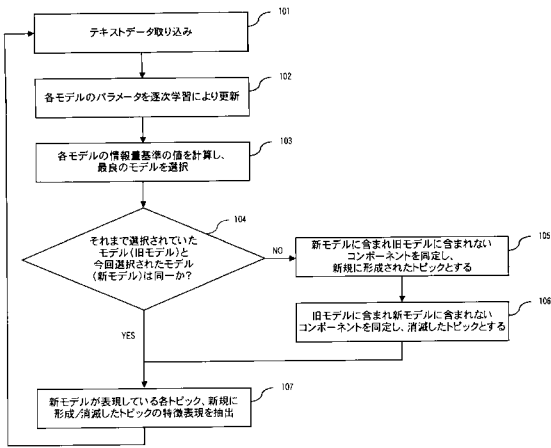 101
テキストデータ取り込み
102
各モデルのパラメータを逐次学習により更新
103
各モデルの情報量基準の値を計算し、
最良のモデルを選択
104
それまで選択されていた
モデル(旧モデル)と
今回選択されたモデル
(新モデル)は同一か?
NO
105
新モデルに含まれ旧モデルに含まれない
コンポーネントを同定し、
新規に形成されたトピックとする
106
旧モデルに含まれ新モデルに含まれない
コンポーネントを同定し、消滅したトピックとする
YES
107
新モデルが表現している各トピック、新規に
形成/消滅したトピックの特徴表現を抽出